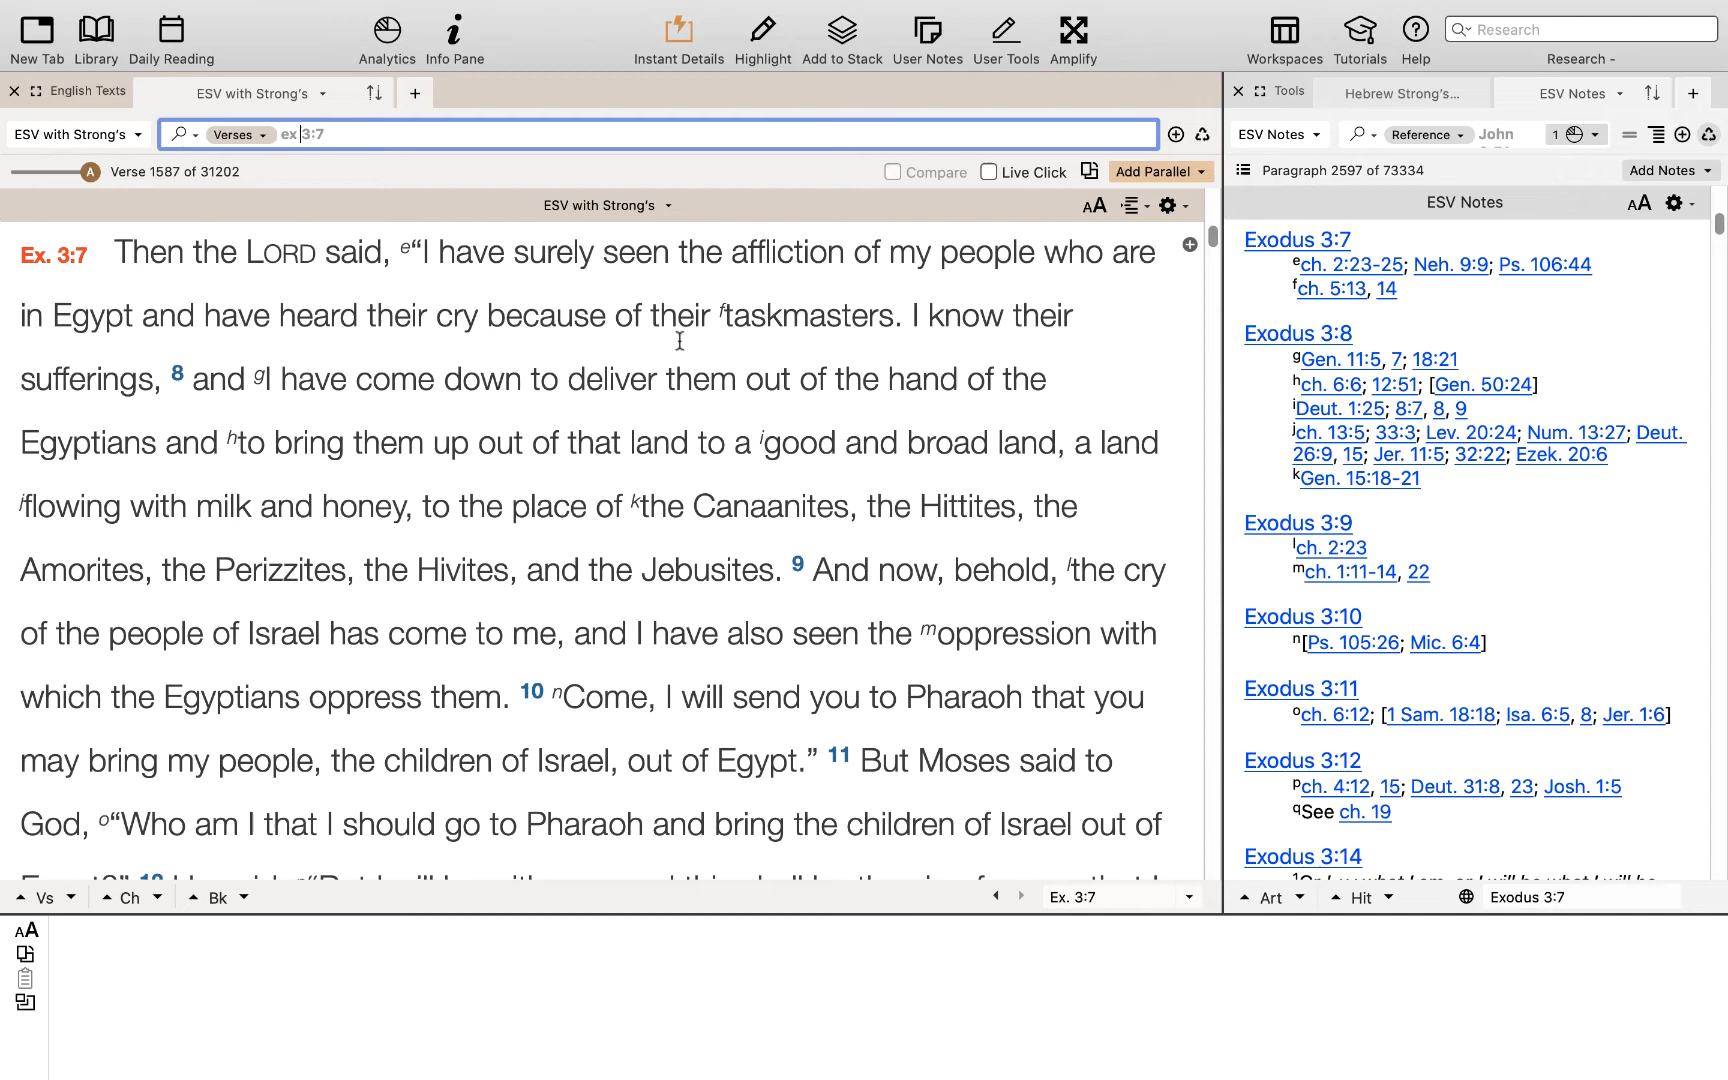 New Tab Library Daily Reading Analytics Info Pane Instant Details Highlight Add to Stack User Notes User Tools Amplify Workspaces Tutorials Help Research
Research -
English Texts ESV with Strong's +
ESV with Strong's Verses ex 3:7
A Verse 1587 of 31202 Compare Live Click Add Parallel
ESV with Strong's AA
Ex. 3:7 Then the LORD said, e“I have surely seen the affliction of my people who are
in Egypt and have heard their cry because of their ftaskmasters. I know their
sufferings, 8 and gI have come down to deliver them out of the hand of the
Egyptians and hto bring them up out of that land to a igood and broad land, a land
jflowing with milk and honey, to the place of kthe Canaanites, the Hittites, the
Amorites, the Perizzites, the Hivites, and the Jebusites. 9 And now, behold, lthe cry
of the people of Israel has come to me, and I have also seen the moppression with
which the Egyptians oppress them. 10 nCome, I will send you to Pharaoh that you
may bring my people, the children of Israel, out of Egypt.” 11 But Moses said to
God, o“Who am I that I should go to Pharaoh and bring the children of Israel out of
Vs Ch Bk Ex. 3:7
Tools Hebrew Strong's... ESV Notes +
ESV Notes Reference John 1
Paragraph 2597 of 73334 Add Notes
ESV Notes AA
Exodus 3:7
ech. 2:23-25; Neh. 9:9; Ps. 106:44
fch. 5:13, 14
Exodus 3:8
gGen. 11:5, 7; 18:21
hch. 6:6; 12:51; [Gen. 50:24]
iDeut. 1:25; 8:7, 8, 9
jch. 13:5; 33:3; Lev. 20:24; Num. 13:27; Deut.
26:9, 15; Jer. 11:5; 32:22; Ezek. 20:6
kGen. 15:18-21
Exodus 3:9
lch. 2:23
mch. 1:11-14, 22
Exodus 3:10
n[Ps. 105:26; Mic. 6:4]
Exodus 3:11
och. 6:12; [1 Sam. 18:18; Isa. 6:5, 8; Jer. 1:6]
Exodus 3:12
pch. 4:12, 15; Deut. 31:8, 23; Josh. 1:5
qSee ch. 19
Exodus 3:14
Art Hit Exodus 3:7
AA